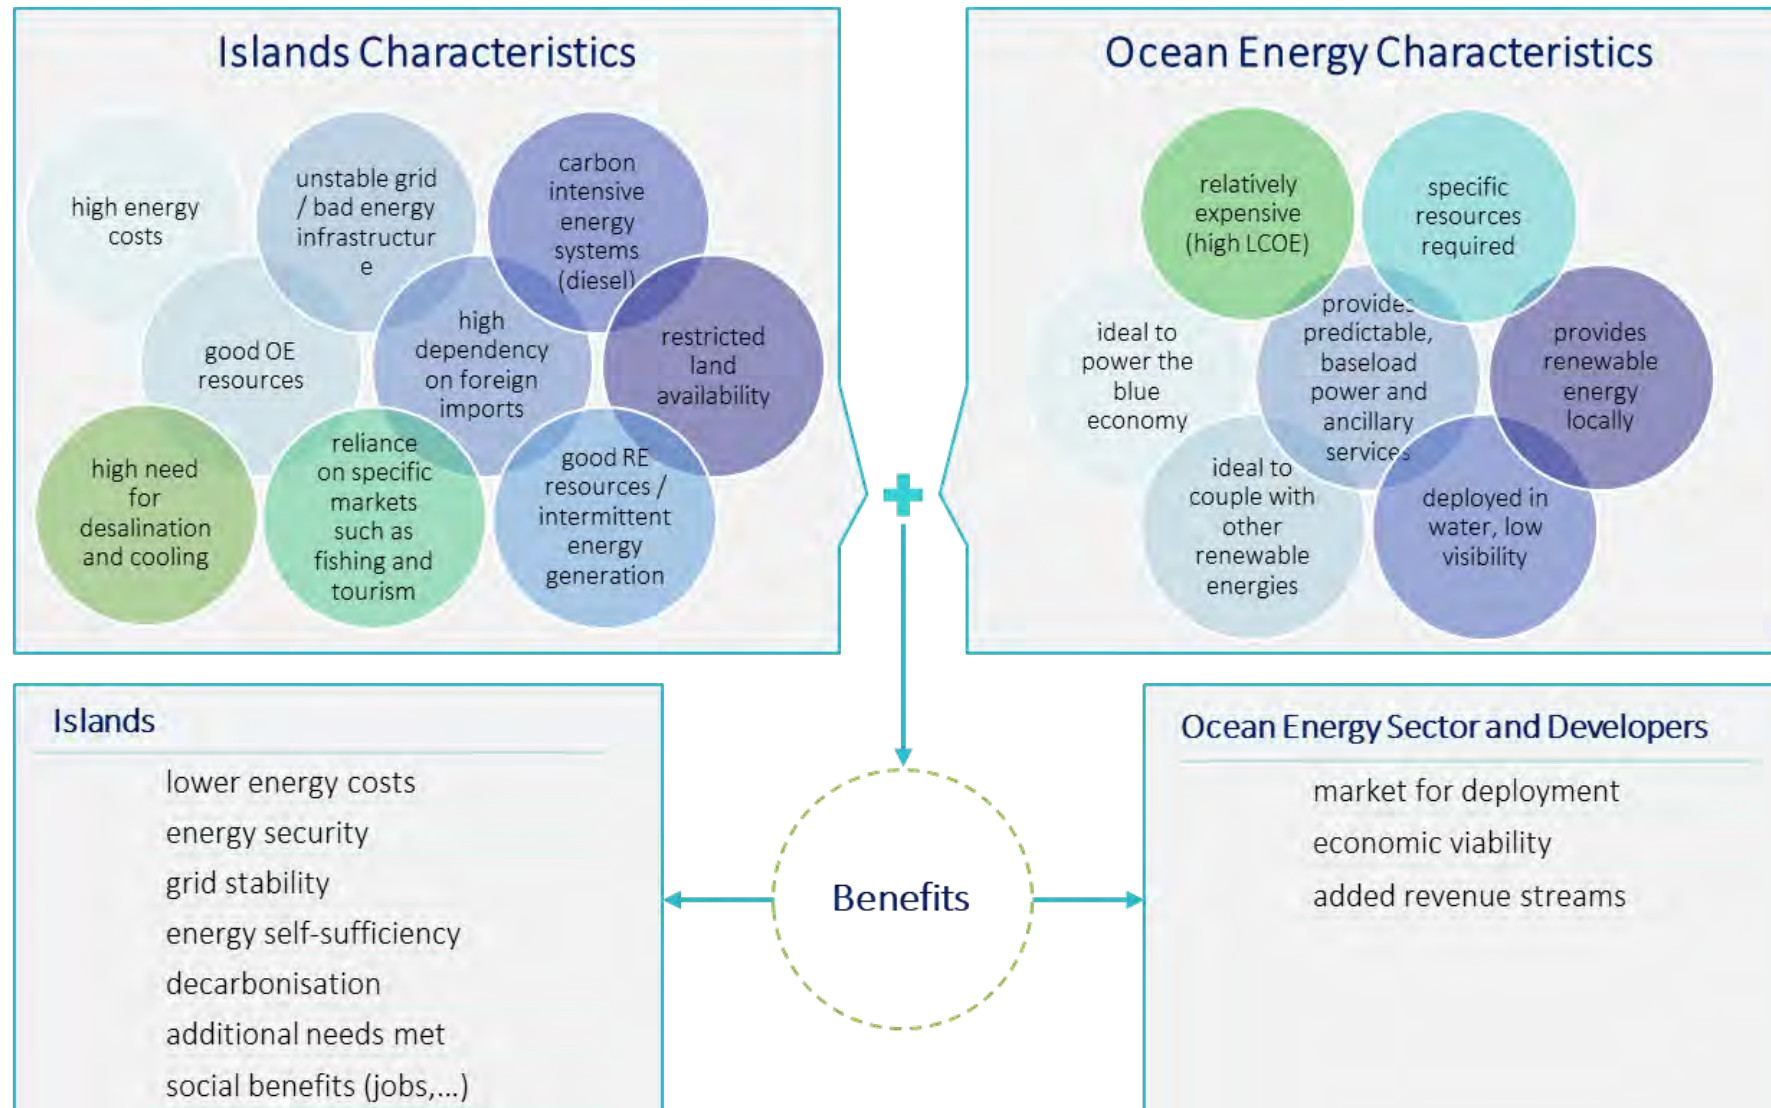 Islands Characteristics
high energy
costs
unstable grid
/ bad energy
infrastructur
e
carbon
intensive
energy
systems
(diesel)
good OE
resources
high
dependency
on foreign
imports
restricted
land
availability
high need
for
desalination
and cooling
reliance
on specific
markets
such as
fishing and
tourism
good RE
resources /
intermittent
energy
generation
Ocean Energy Characteristics
relatively
expensive
(high LCOE)
specific
resources
required
ideal to
power the
blue
economy
provides
predictable,
baseload
power and
ancillary
services
provides
renewable
energy
locally
ideal to
couple with
other
renewable
energies
deployed in
water, low
visibility
Benefits
Islands
lower energy costs
energy security
grid stability
energy self-sufficiency
decarbonisation
additional needs met
social benefits (jobs,...)
Ocean Energy Sector and Developers
market for deployment
economic viability
added revenue streams